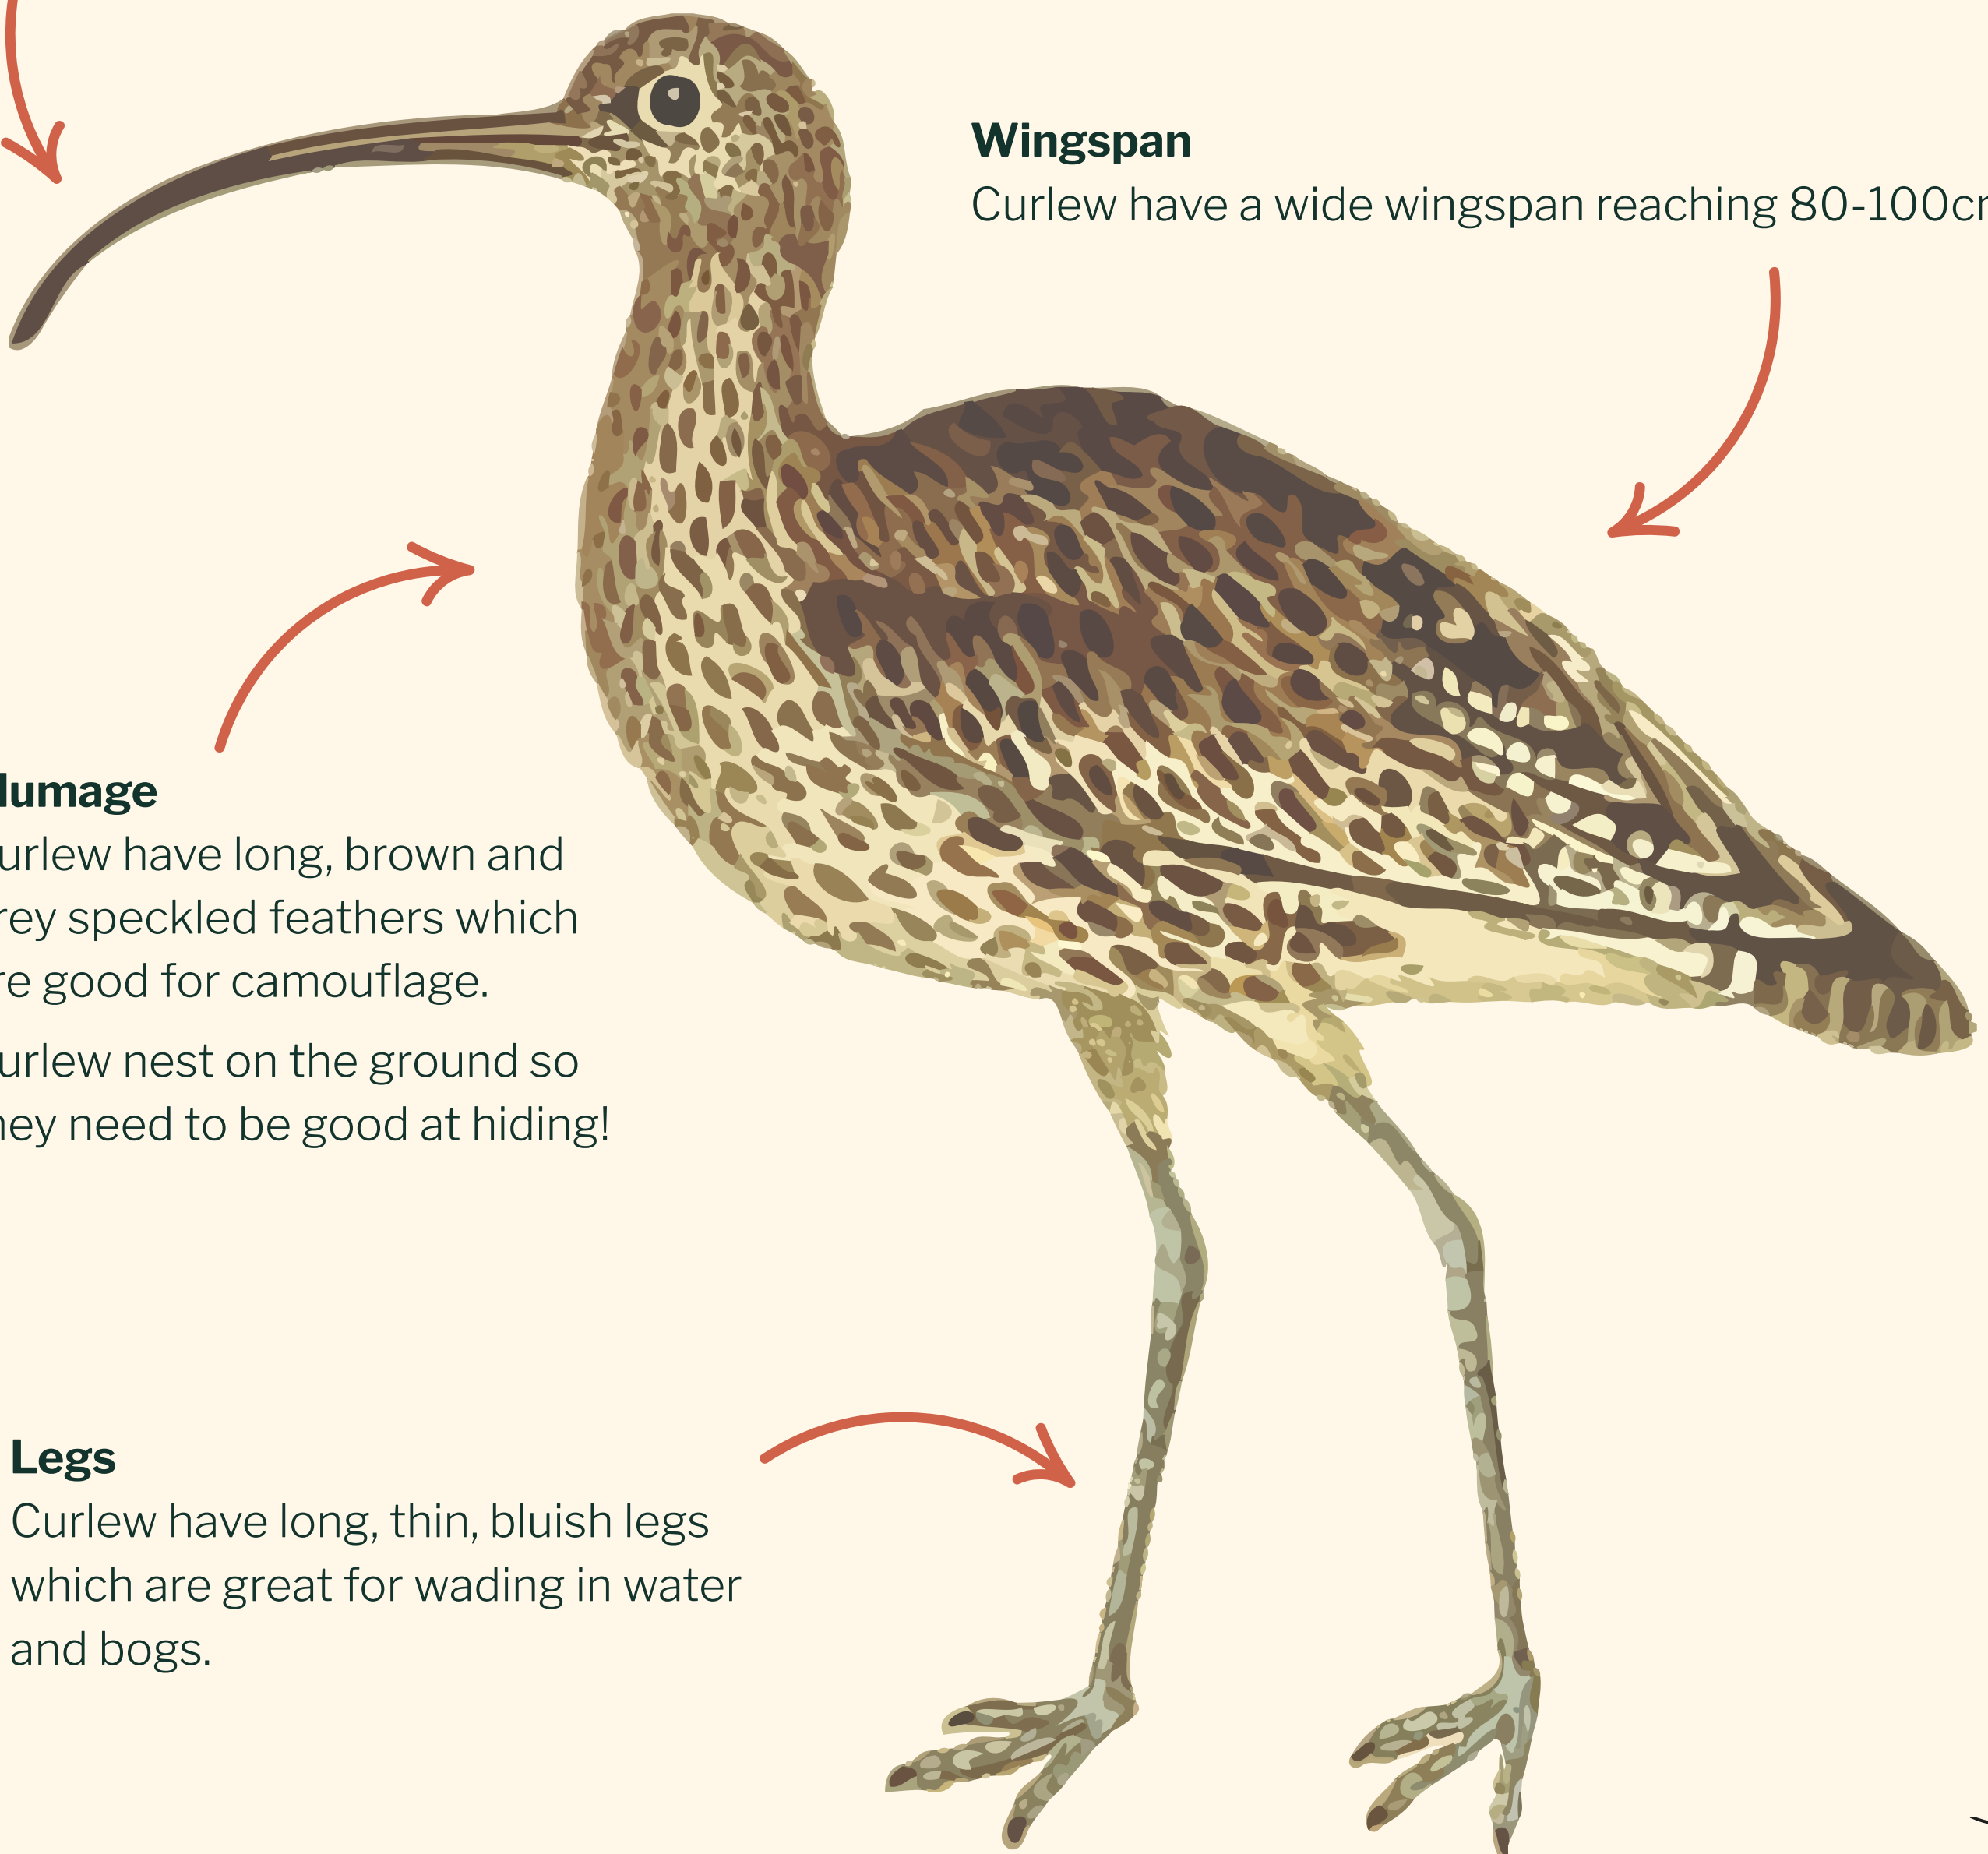 Wingspan
Curlew have a wide wingspan reaching 80-100cm
lumage
urlew have long, brown and
rey speckled feathers which
re good for camouflage.
urlew nest on the ground so
hey need to be good at hiding!
Legs
Curlew have long, thin, bluish legs
which are great for wading in water
and bogs.